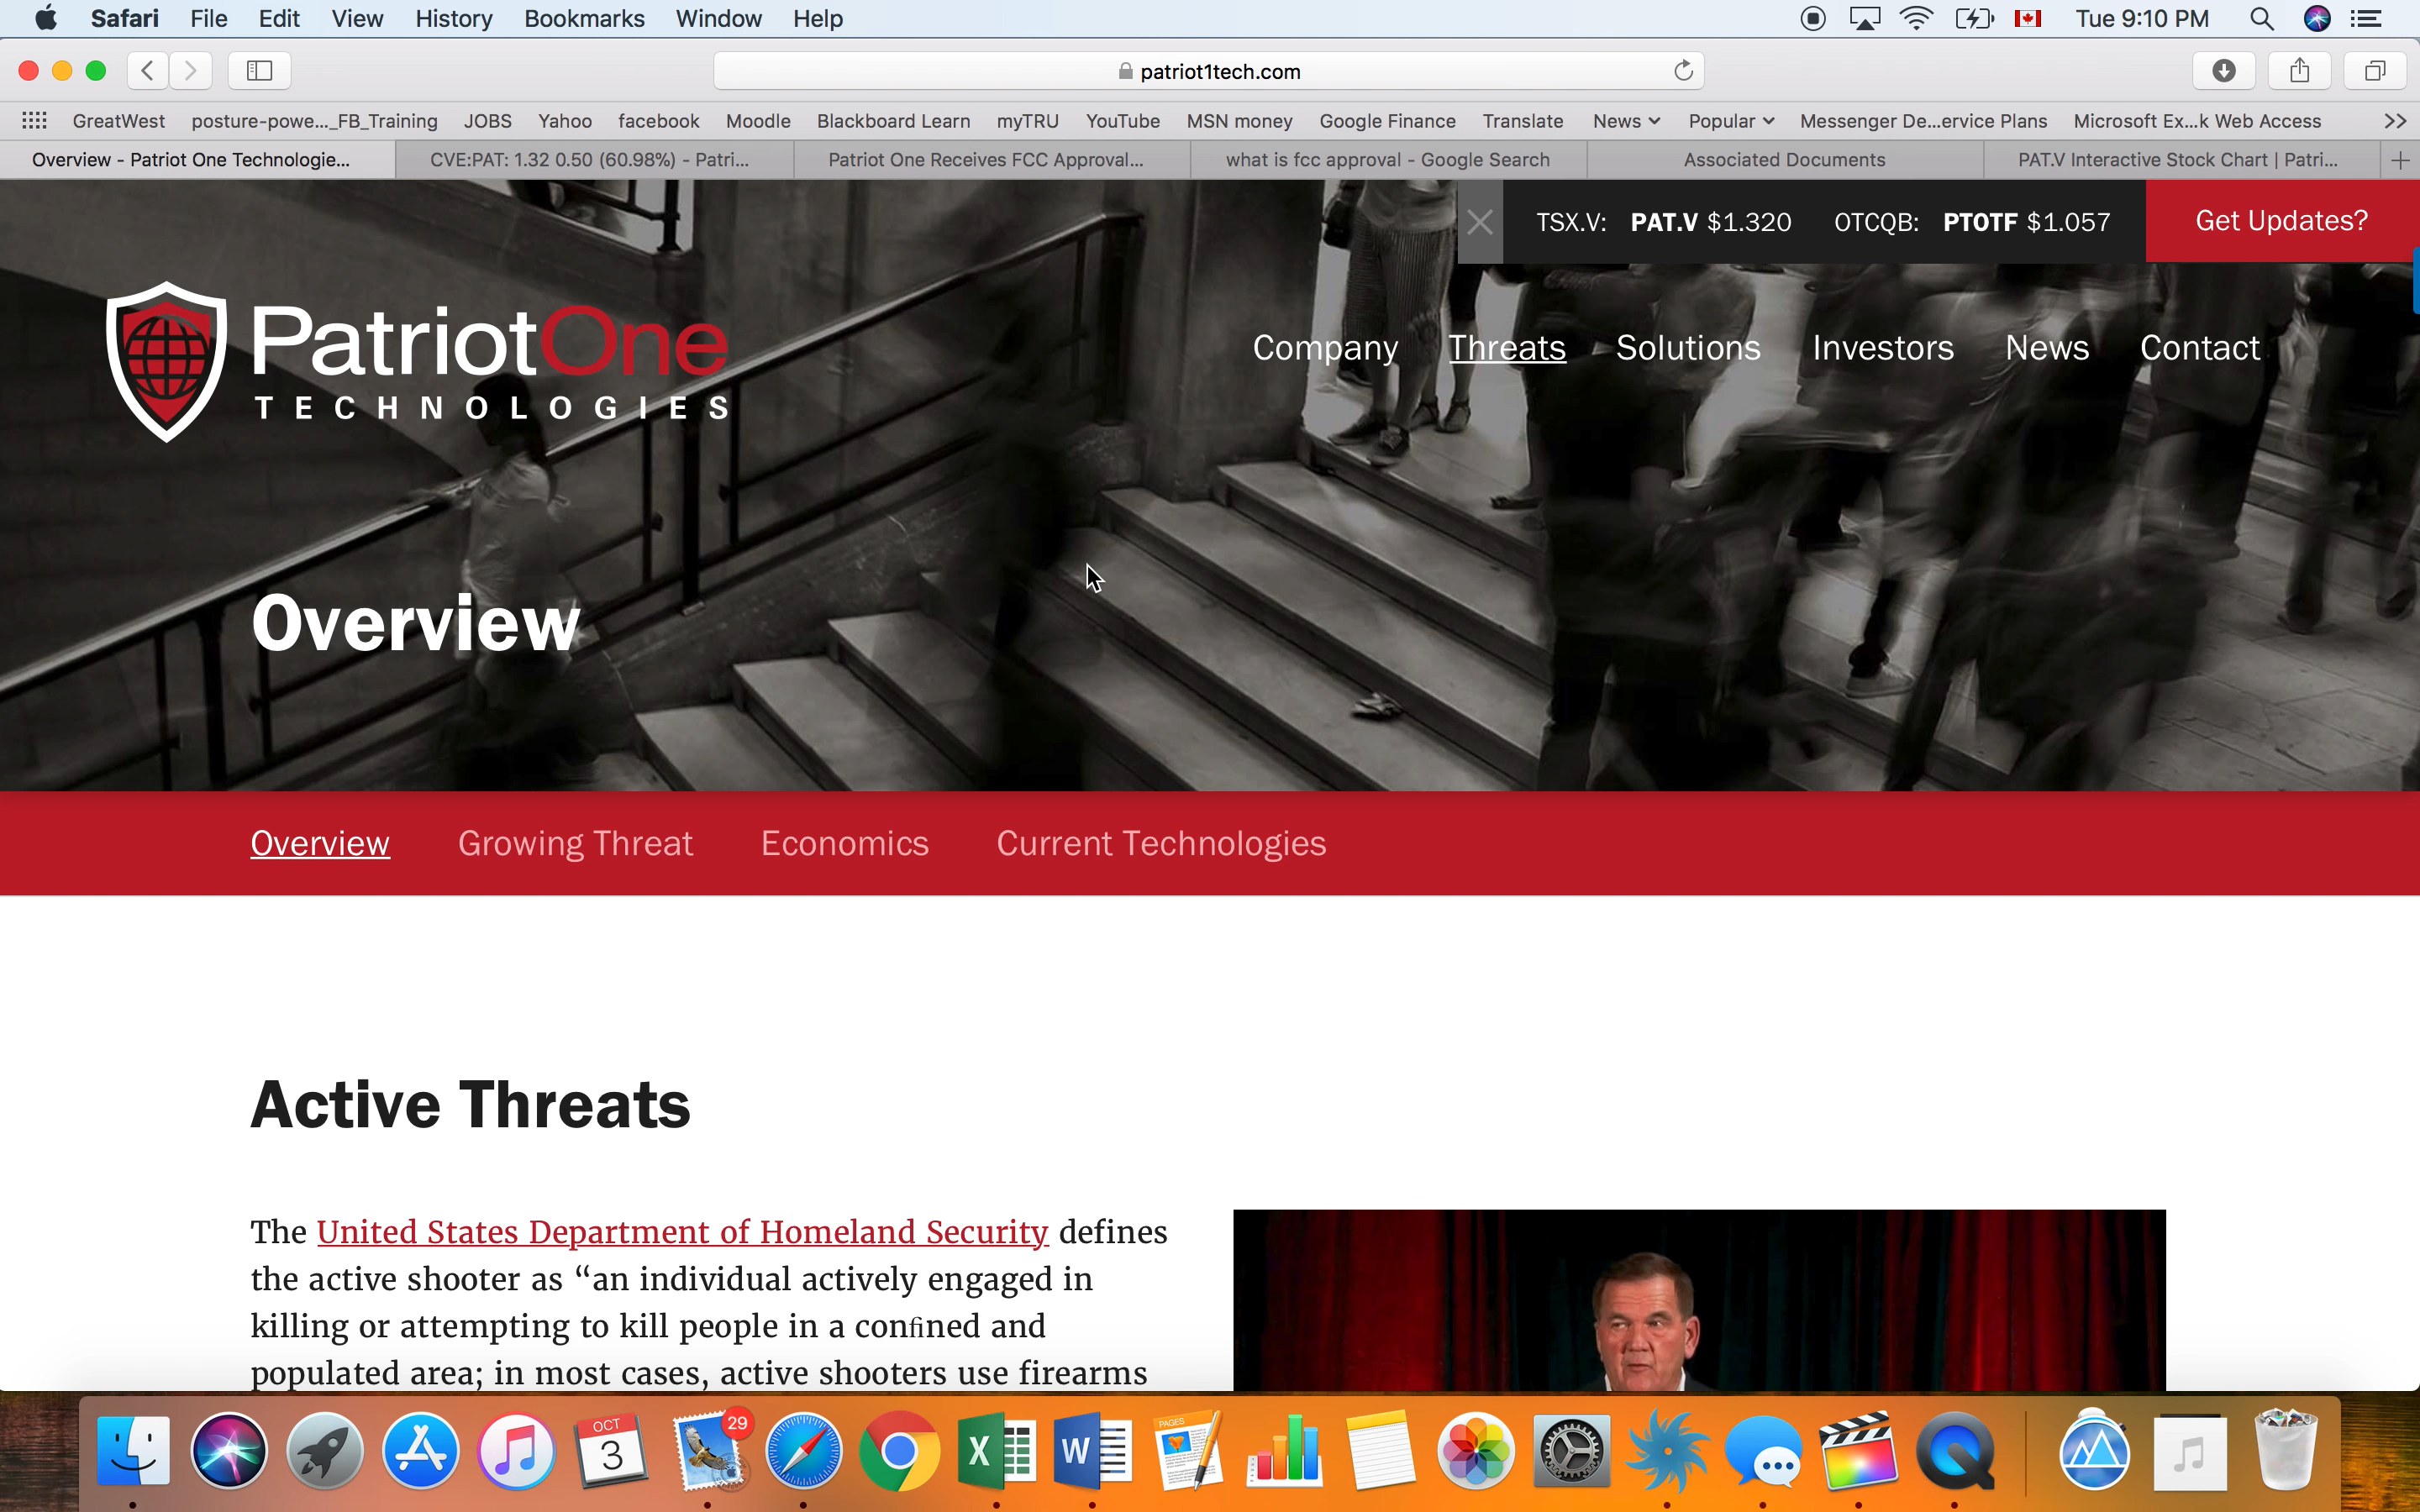 Safari File Edit View History Bookmarks Window Help Tue 9:10 PM
patriot1tech.com
GreatWest posture-powe..._FB_Training JOBS Yahoo facebook Moodle Blackboard Learn myTRU YouTube MSN money Google Finance Translate News Popular Messenger De...ervice Plans Microsoft Ex...k Web Access
Overview - Patriot One Technologie... CVE:PAT: 1.32 0.50 (60.98%) - Patri... Patriot One Receives FCC Approval... what is fcc approval - Google Search Associated Documents PAT.V Interactive Stock Chart | Patri...
TSX.V: PAT.V $1.320 OTCQB: PTOTF $1.057 Get Updates?
PatriotOne
TECHNOLOGIES
Company Threats Solutions Investors News Contact
Overview
Overview Growing Threat Economics Current Technologies
Active Threats
The United States Department of Homeland Security defines
the active shooter as “an individual actively engaged in
killing or attempting to kill people in a confined and
populated area; in most cases, active shooters use firearms
OCT
3
29
X
W
PAGES